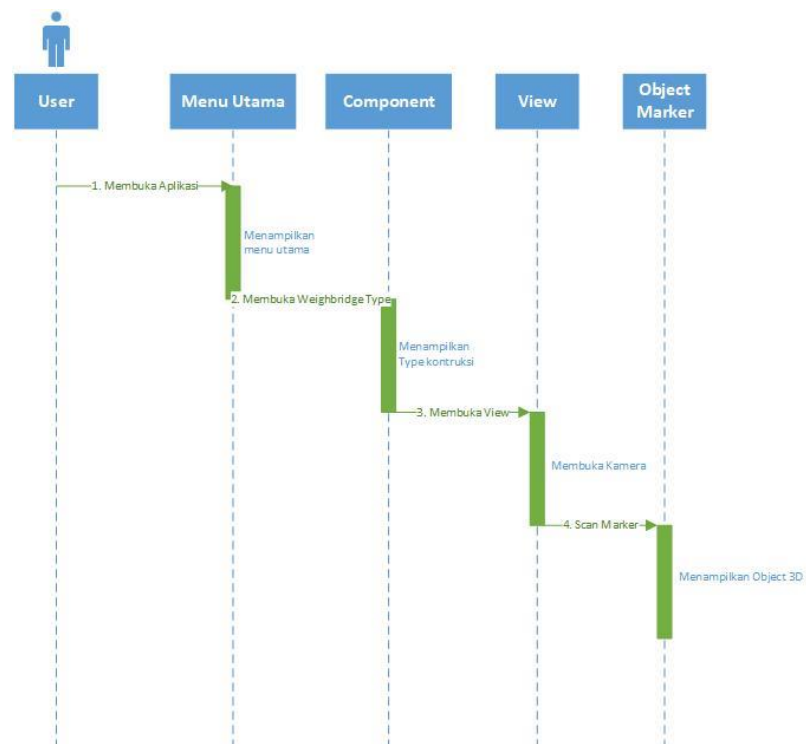 User
Menu Utama
Component
View
Object
Marker
1. Membuka Aplikasi
Menampilkan
menu utama
2. Membuka Weighbridge Type
Menampilkan
Type kontruksi
3. Membuka View
Membuka Kamera
4. Scan Marker
Menampilkan Object 3D